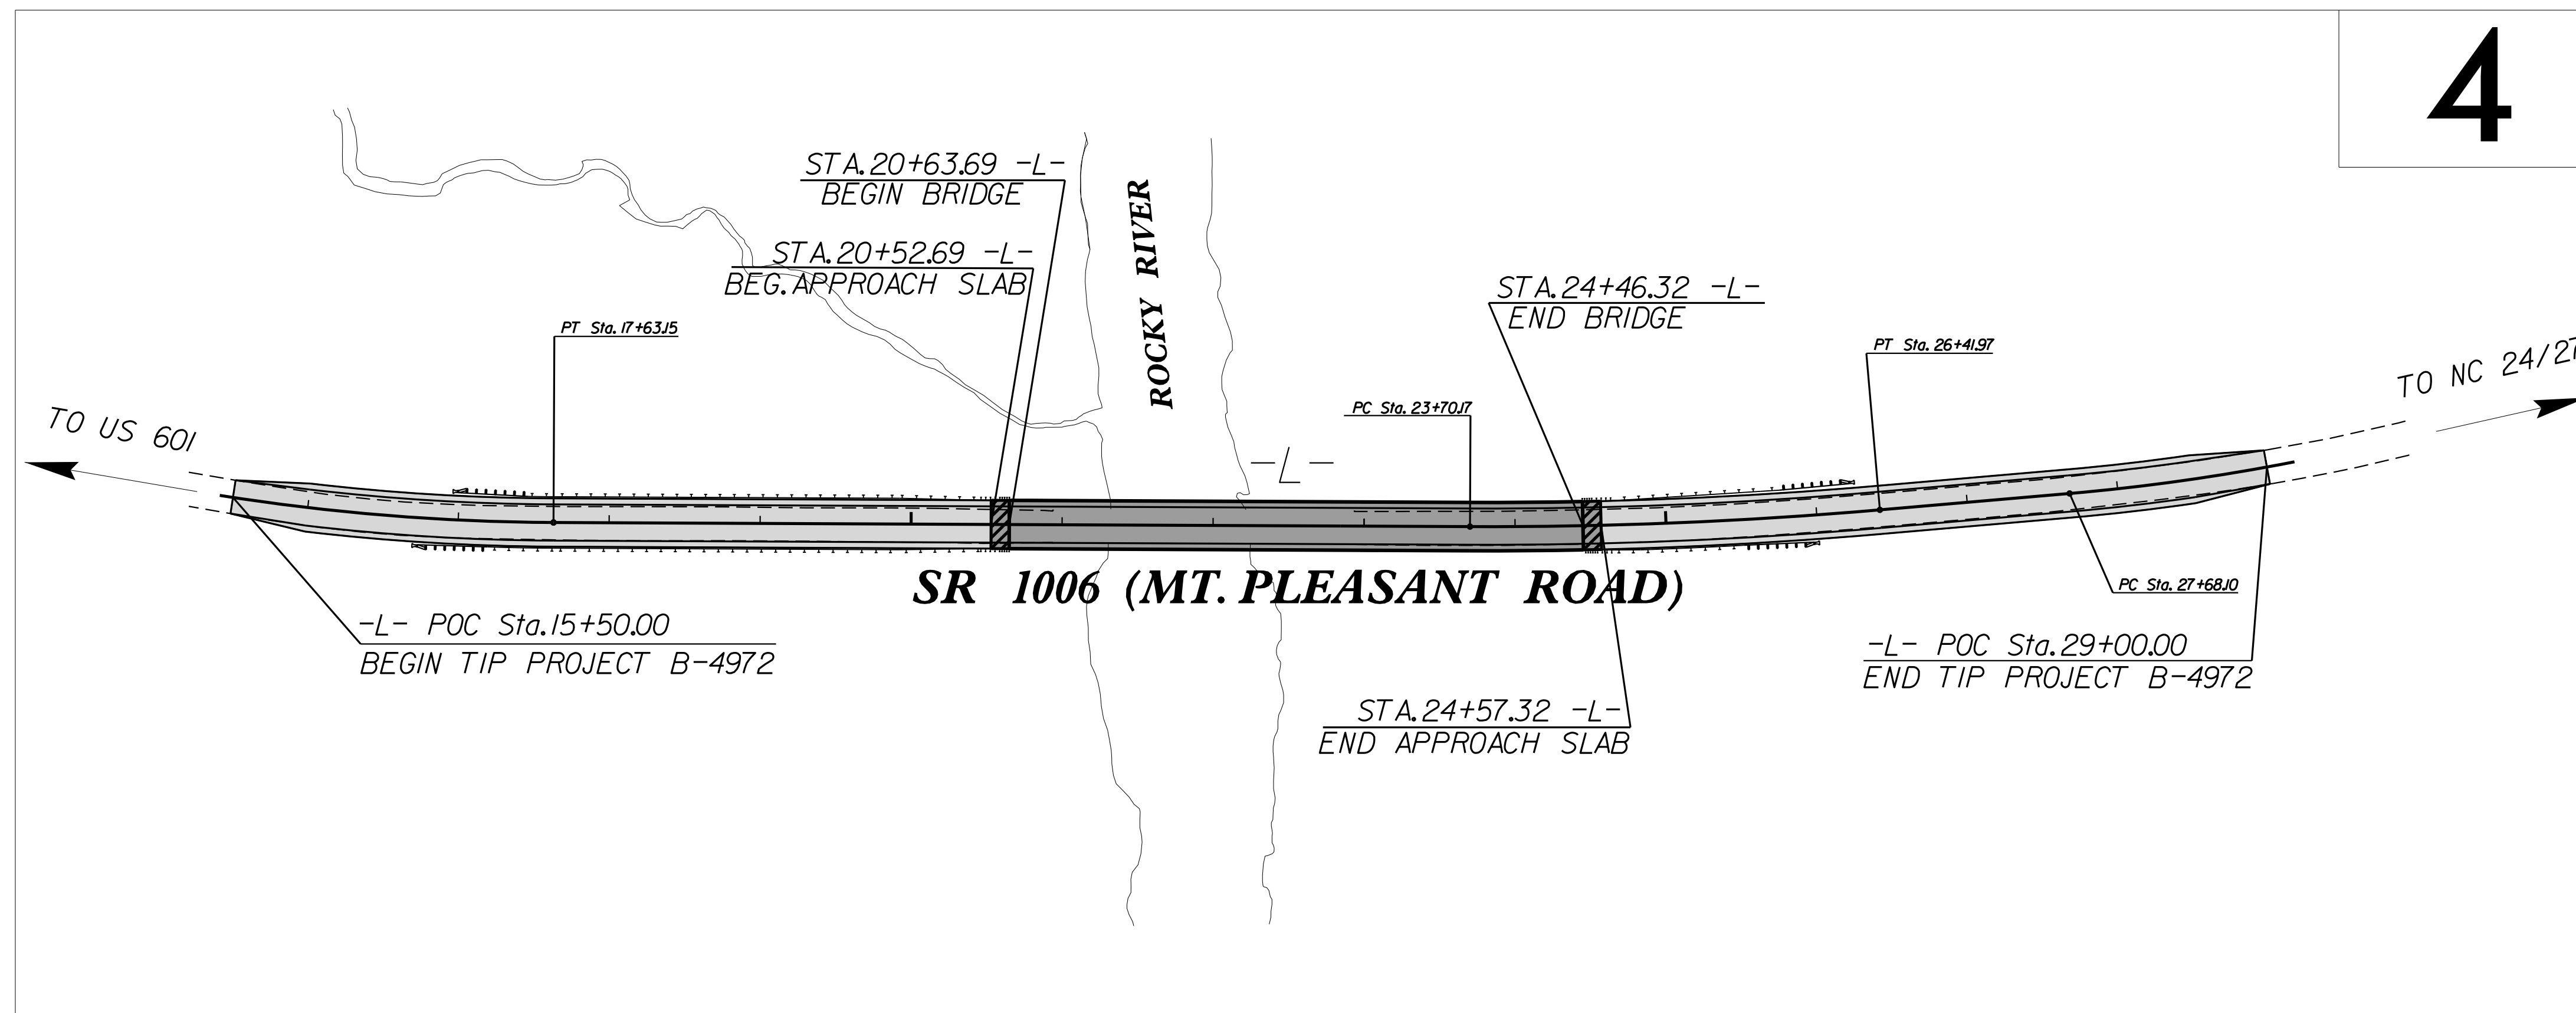 4
STA.20+63.69 -L-
BEGIN BRIDGE
STA.20+52.69 -L-
BEG.APPROACH SLAB
ROCKY RIVER
STA.24+46.32 -L-
END BRIDGE
PT Sta. 17+63.15
PT Sta. 26+41.97
TO NC 24/27
PC Sta. 23+70.17
TO US 601
-L-
SR 1006 (MT. PLEASANT ROAD)
PC Sta. 27+68.10
-L- POC Sta.15+50.00
BEGIN TIP PROJECT B-4972
-L- POC Sta.29+00.00
END TIP PROJECT B-4972
STA.24+57.32 -L-
END APPROACH SLAB